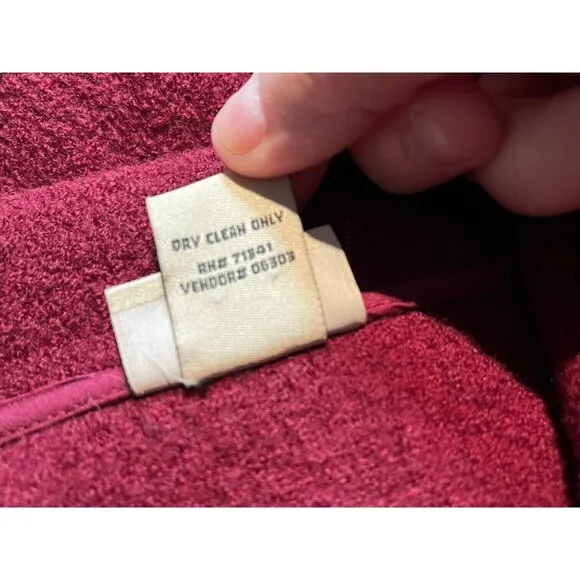 DRY CLEAN ONLY
RN# 71341
VENDOR# 06303